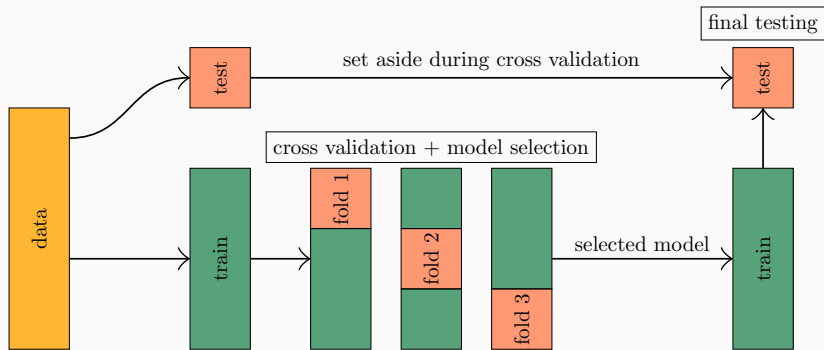 final testing
test
set aside during cross validation
test
cross validation + model selection
data
train
fold 1
fold 2
fold 3
selected model
train